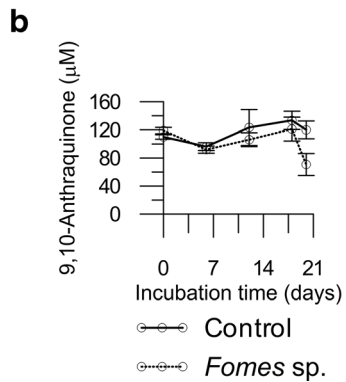 b
9,10-Anthraquinone (μM)
160
120
80
40
0
0 7 14 21
Incubation time (days)
Control
Fomes sp.